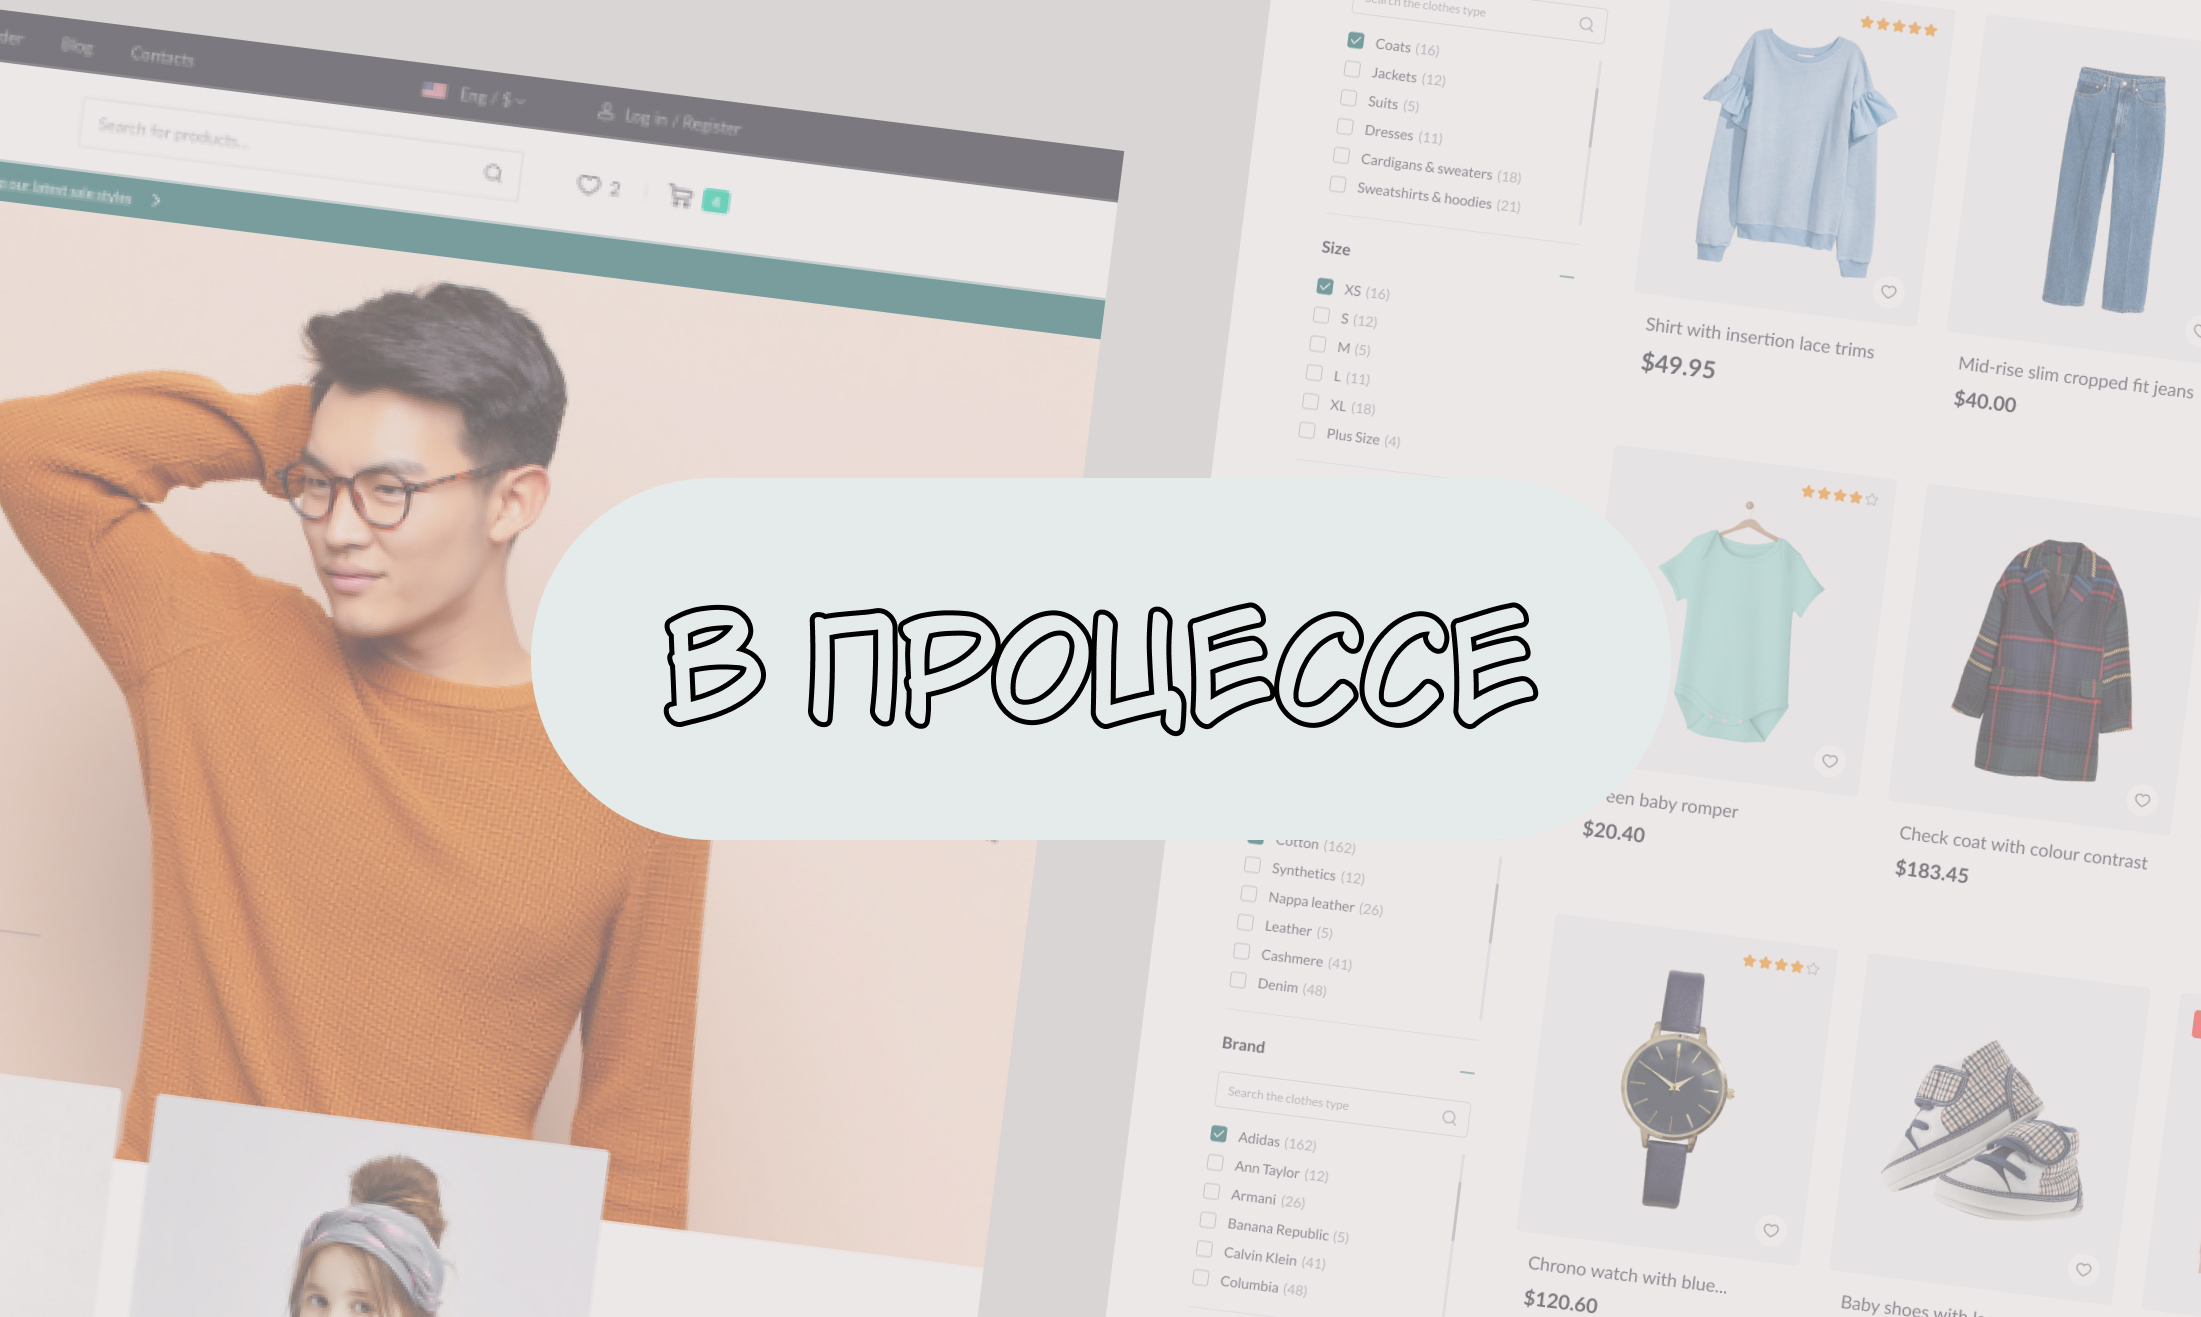 Blog
Contacts
Eng / $
Log in / Register
Search for products...
2
4
our latest sale styles
Search the clothes type
Coats (16)
Jackets (12)
Suits (5)
Dresses (11)
Cardigans & sweaters (18)
Sweatshirts & hoodies (21)
Size
XS (16)
S (12)
M (5)
L (11)
XL (18)
Plus Size (4)
Shirt with insertion lace trims
$49.95
Mid-rise slim cropped fit jeans
$40.00
В ПРОЦЕССЕ
baby romper
$20.40
Check coat with colour contrast
$183.45
Cotton (162)
Synthetics (12)
Nappa leather (26)
Leather (5)
Cashmere (41)
Denim (48)
Brand
Search the clothes type
Adidas (162)
Ann Taylor (12)
Armani (26)
Banana Republic (5)
Calvin Klein (41)
Columbia (48)
Chrono watch with blue...
$120.60
Baby shoes with